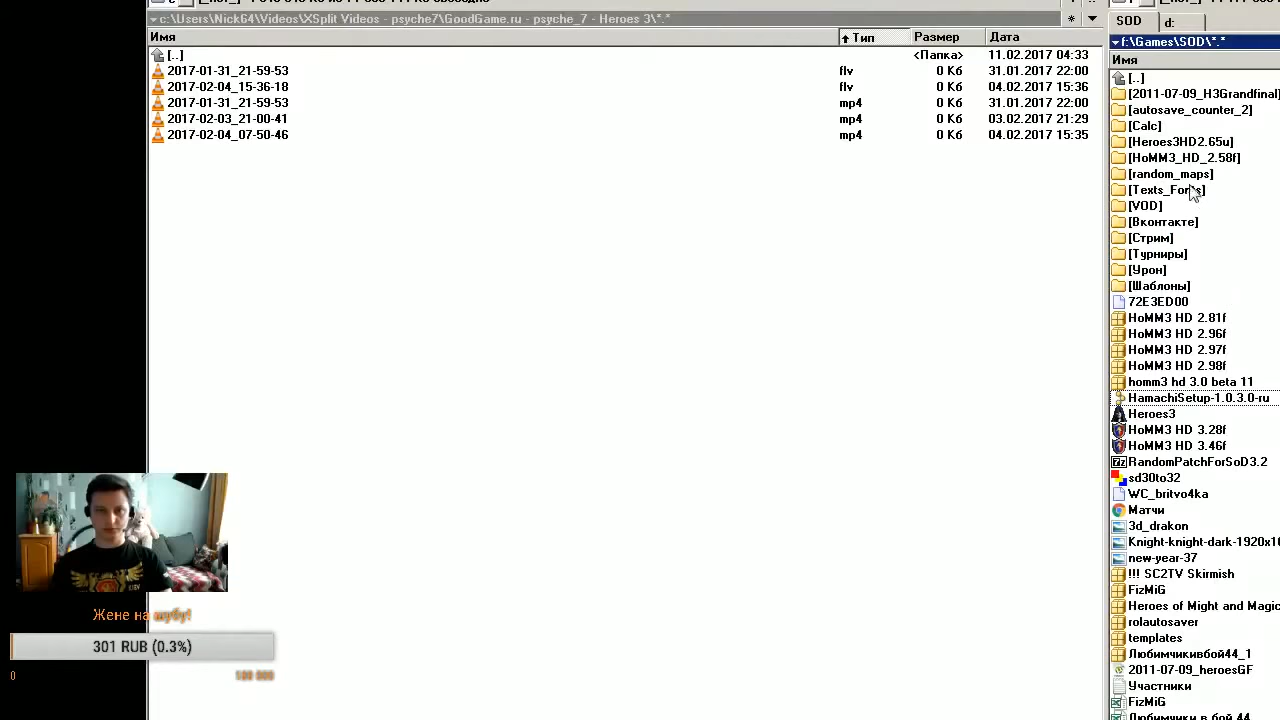 c:\Users\Nick64\Videos\XSplit Videos - psyche7\GoodGame.ru - psyche_7 - Heroes 3\*.*
*
Имя Тип Размер Дата
[..] <Папка> 11.02.2017 04:33
2017-01-31_21-59-53 flv 0 Кб 31.01.2017 22:00
2017-02-04_15-36-18 flv 0 Кб 04.02.2017 15:36
2017-01-31_21-59-53 mp4 0 Кб 31.01.2017 22:00
2017-02-03_21-00-41 mp4 0 Кб 03.02.2017 21:29
2017-02-04_07-50-46 mp4 0 Кб 04.02.2017 15:35
SOD d:
f:\Games\SOD\*.*
Имя
[..]
[2011-07-09_H3Grandfinal]
[autosave_counter_2]
[Calc]
[Heroes3HD2.65u]
[HoMM3_HD_2.58f]
[random_maps]
[VOD]
[Вконтакте]
[Стрим]
[Турниры]
[Урон]
[Шаблоны]
72E3ED00
HoMM3 HD 2.81f
HoMM3 HD 2.96f
HoMM3 HD 2.97f
HoMM3 HD 2.98f
homm3 hd 3.0 beta 11
HamachiSetup-1.0.3.0-ru
Heroes3
HoMM3 HD 3.28f
HoMM3 HD 3.46f
RandomPatchForSoD3.2
sd30to32
WC_britvo4ka
Матчи
3d_drakon
Knight-knight-dark-1920x1
new-year-37
!!! SC2TV Skirmish
FizMiG
Heroes of Might and Magic
rolautosaver
templates
Любимчикивбой44_1
2011-07-09_heroesGF
Участники
FizMiG
Любимчики в бой 44
Жене на шубу!
301 RUB (0.3%)
0 100 000